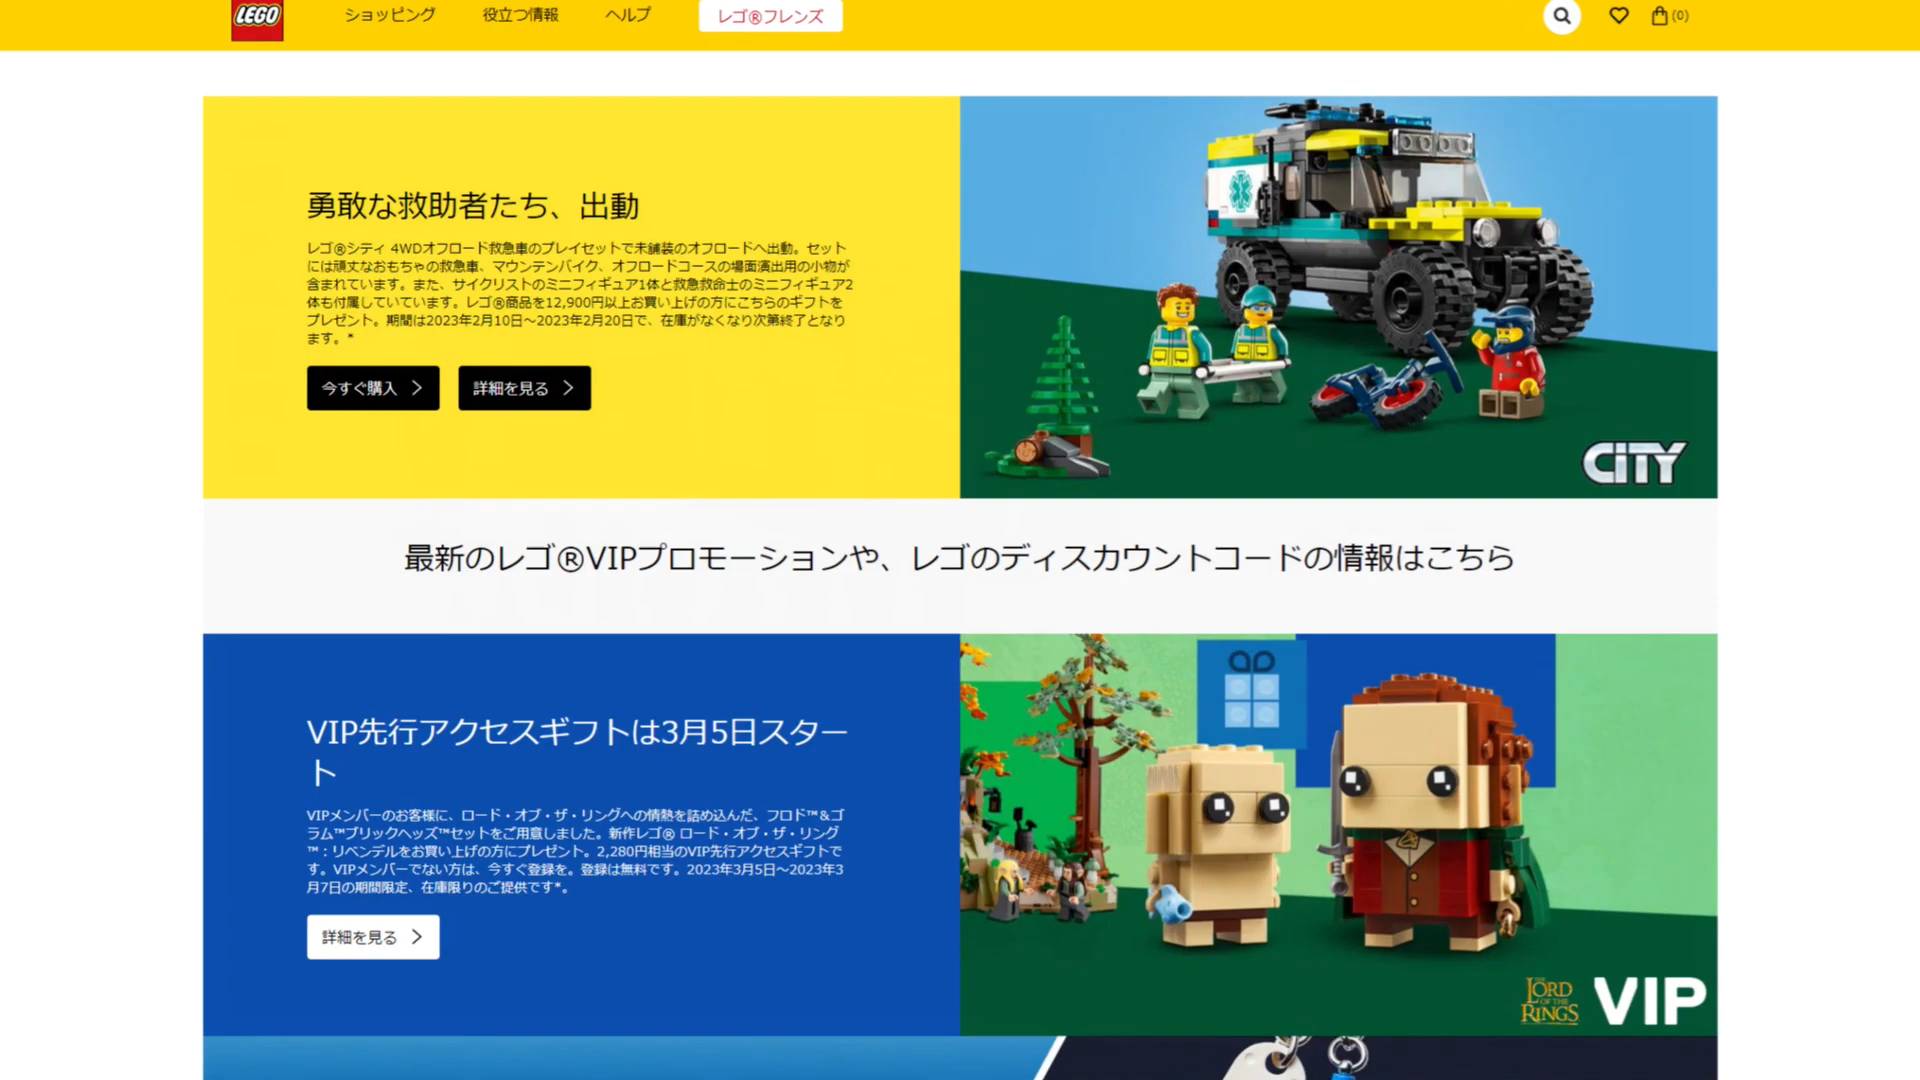 LEGO
ショッピング
役立つ情報
ヘルプ
レゴ®フレンズ
(0)
勇敢な救助者たち、出動
レゴ®シティ 4WDオフロード救急車のプレイセットで未舗装のオフロードへ出動。セット
には頑丈なおもちゃの救急車、マウンテンバイク、オフロードコースの場面演出用の小物が
含まれています。また、サイクリストのミニフィギュア1体と救急救命士のミニフィギュア2
体も付属していています。レゴ®商品を12,900円以上お買い上げの方にこちらのギフトを
プレゼント。期間は2023年2月10日～2023年2月20日で、在庫がなくなり次第終了となり
ます。*
今すぐ購入
詳細を見る
CITY
最新のレゴ®VIPプロモーションや、レゴのディスカウントコードの情報はこちら
VIP先行アクセスギフトは3月5日スター
ト
VIPメンバーのお客様に、ロード・オブ・ザ・リングへの情熱を詰め込んだ、フロド™&ゴ
ラム™ブリックヘッズ™セットをご用意しました。新作レゴ® ロード・オブ・ザ・リング
™：リベンデルをお買い上げの方にプレゼント。2,280円相当のVIP先行アクセスギフトで
す。VIPメンバーでない方は、今すぐ登録を。登録は無料です。2023年3月5日～2023年3
月7日の期間限定、在庫限りのご提供です*。
詳細を見る
THE
LORD
OF THE
RINGS
VIP